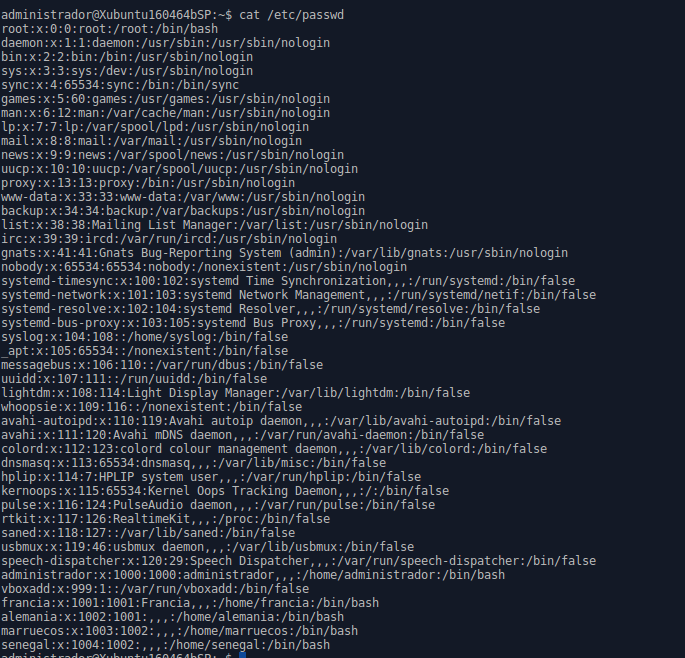 administrador@Xubuntu160464bSP:~$ cat /etc/passwd
root:x:0:0:root:/root:/bin/bash
daemon:x:1:1:daemon:/usr/sbin:/usr/sbin/nologin
bin:x:2:2:bin:/bin:/usr/sbin/nologin
sys:x:3:3:sys:/dev:/usr/sbin/nologin
sync:x:4:65534:sync:/bin:/bin/sync
games:x:5:60:games:/usr/games:/usr/sbin/nologin
man:x:6:12:man:/var/cache/man:/usr/sbin/nologin
lp:x:7:7:lp:/var/spool/lpd:/usr/sbin/nologin
mail:x:8:8:mail:/var/mail:/usr/sbin/nologin
news:x:9:9:news:/var/spool/news:/usr/sbin/nologin
uucp:x:10:10:uucp:/var/spool/uucp:/usr/sbin/nologin
proxy:x:13:13:proxy:/bin:/usr/sbin/nologin
www-data:x:33:33:www-data:/var/www:/usr/sbin/nologin
backup:x:34:34:backup:/var/backups:/usr/sbin/nologin
list:x:38:38:Mailing List Manager:/var/list:/usr/sbin/nologin
irc:x:39:39:ircd:/var/run/ircd:/usr/sbin/nologin
gnats:x:41:41:Gnats Bug-Reporting System (admin):/var/lib/gnats:/usr/sbin/nologin
nobody:x:65534:65534:nobody:/nonexistent:/usr/sbin/nologin
systemd-timesync:x:100:102:systemd Time Synchronization,,,:/run/systemd:/bin/false
systemd-network:x:101:103:systemd Network Management,,,:/run/systemd/netif:/bin/false
systemd-resolve:x:102:104:systemd Resolver,,,:/run/systemd/resolve:/bin/false
systemd-bus-proxy:x:103:105:systemd Bus Proxy,,,:/run/systemd:/bin/false
syslog:x:104:108::/home/syslog:/bin/false
_apt:x:105:65534::/nonexistent:/bin/false
messagebus:x:106:110::/var/run/dbus:/bin/false
uuidd:x:107:111::/run/uuidd:/bin/false
lightdm:x:108:114:Light Display Manager:/var/lib/lightdm:/bin/false
whoopsie:x:109:116::/nonexistent:/bin/false
avahi-autoipd:x:110:119:Avahi autoip daemon,,,:/var/lib/avahi-autoipd:/bin/false
avahi:x:111:120:Avahi mDNS daemon,,,:/var/run/avahi-daemon:/bin/false
colord:x:112:123:colord colour management daemon,,,:/var/lib/colord:/bin/false
dnsmasq:x:113:65534:dnsmasq,,,:/var/lib/misc:/bin/false
hplip:x:114:7:HPLIP system user,,,:/var/run/hplip:/bin/false
kernoops:x:115:65534:Kernel Oops Tracking Daemon,,,:/:/bin/false
pulse:x:116:124:PulseAudio daemon,,,:/var/run/pulse:/bin/false
rtkit:x:117:126:RealtimeKit,,,:/proc:/bin/false
saned:x:118:127::/var/lib/saned:/bin/false
usbmux:x:119:46:usbmux daemon,,,:/var/lib/usbmux:/bin/false
speech-dispatcher:x:120:29:Speech Dispatcher,,,:/var/run/speech-dispatcher:/bin/false
administrador:x:1000:1000:administrador,,,:/home/administrador:/bin/bash
vboxadd:x:999:1::/var/run/vboxadd:/bin/false
francia:x:1001:1001:Francia,,,:/home/francia:/bin/bash
alemania:x:1002:1001:,,,:/home/alemania:/bin/bash
marruecos:x:1003:1002:,,,:/home/marruecos:/bin/bash
senegal:x:1004:1002:,,,:/home/senegal:/bin/bash
administrador@Xubuntu160464bSP:~$